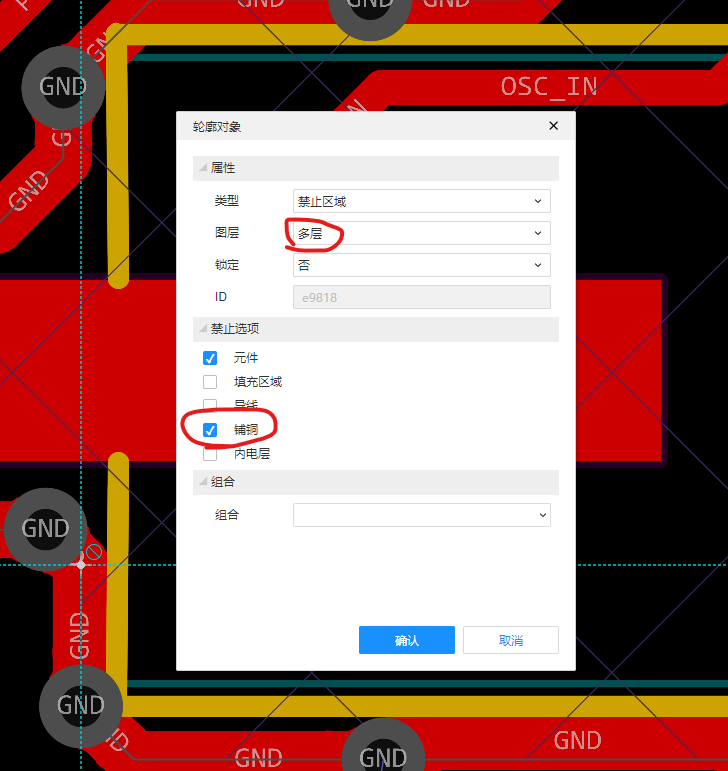 GND
GND
GND
GND
GND
OSC_IN
轮廓对象
属性
类型
禁止区域
图层
多层
锁定
否
ID
e9818
禁止选项
元件
填充区域
导线
铺铜
内电层
组合
组合
确认
取消
GND
GND
GND
GND
GND
GND